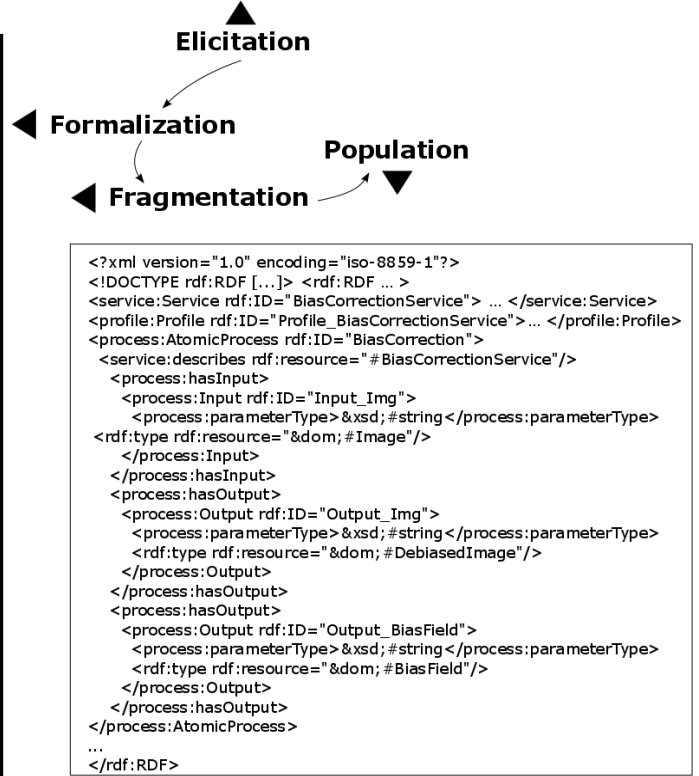 Elicitation
Formalization
Population
Fragmentation
<?xml version="1.0" encoding="iso-8859-1"?>
<!DOCTYPE rdf:RDF [...]> <rdf:RDF ... >
<service:Service rdf:ID="BiasCorrectionService"> ... </service:Service>
<profile:Profile rdf:ID="Profile_BiasCorrectionService">... </profile:Profile>
<process:AtomicProcess rdf:ID="BiasCorrection">
<service:describes rdf:resource="#BiasCorrectionService"/>
<process:hasInput>
<process:Input rdf:ID="Input_Img">
<process:parameterType>&xsd;#string</process:parameterType>
<rdf:type rdf:resource="&dom;#Image"/>
</process:Input>
</process:hasInput>
<process:hasOutput>
<process:Output rdf:ID="Output_Img">
<process:parameterType>&xsd;#string</process:parameterType>
<rdf:type rdf:resource="&dom;#DebiasedImage"/>
</process:Output>
</process:hasOutput>
<process:hasOutput>
<process:Output rdf:ID="Output_BiasField">
<process:parameterType>&xsd;#string</process:parameterType>
<rdf:type rdf:resource="&dom;#BiasField"/>
</process:Output>
</process:hasOutput>
</process:AtomicProcess>
...
</rdf:RDF>